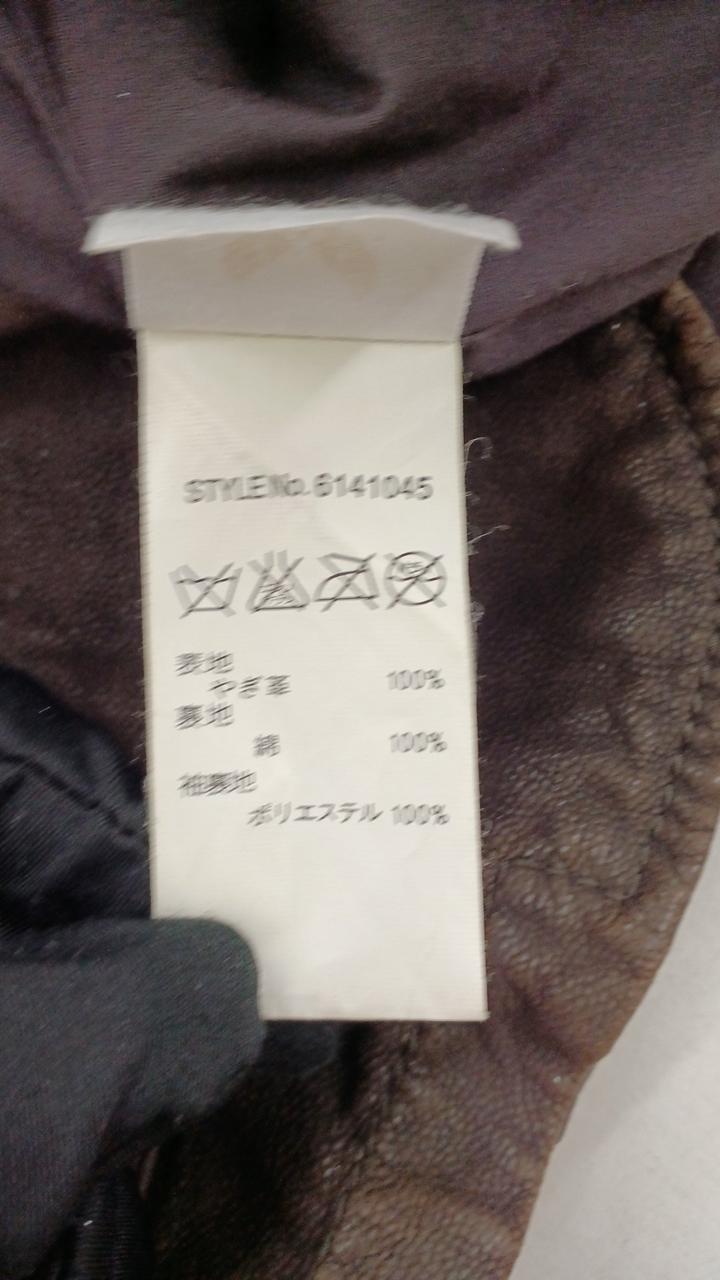 STYLE No. 6141045
表地
やぎ革 100%
裏地
綿 100%
袖裏地
ポリエステル 100%